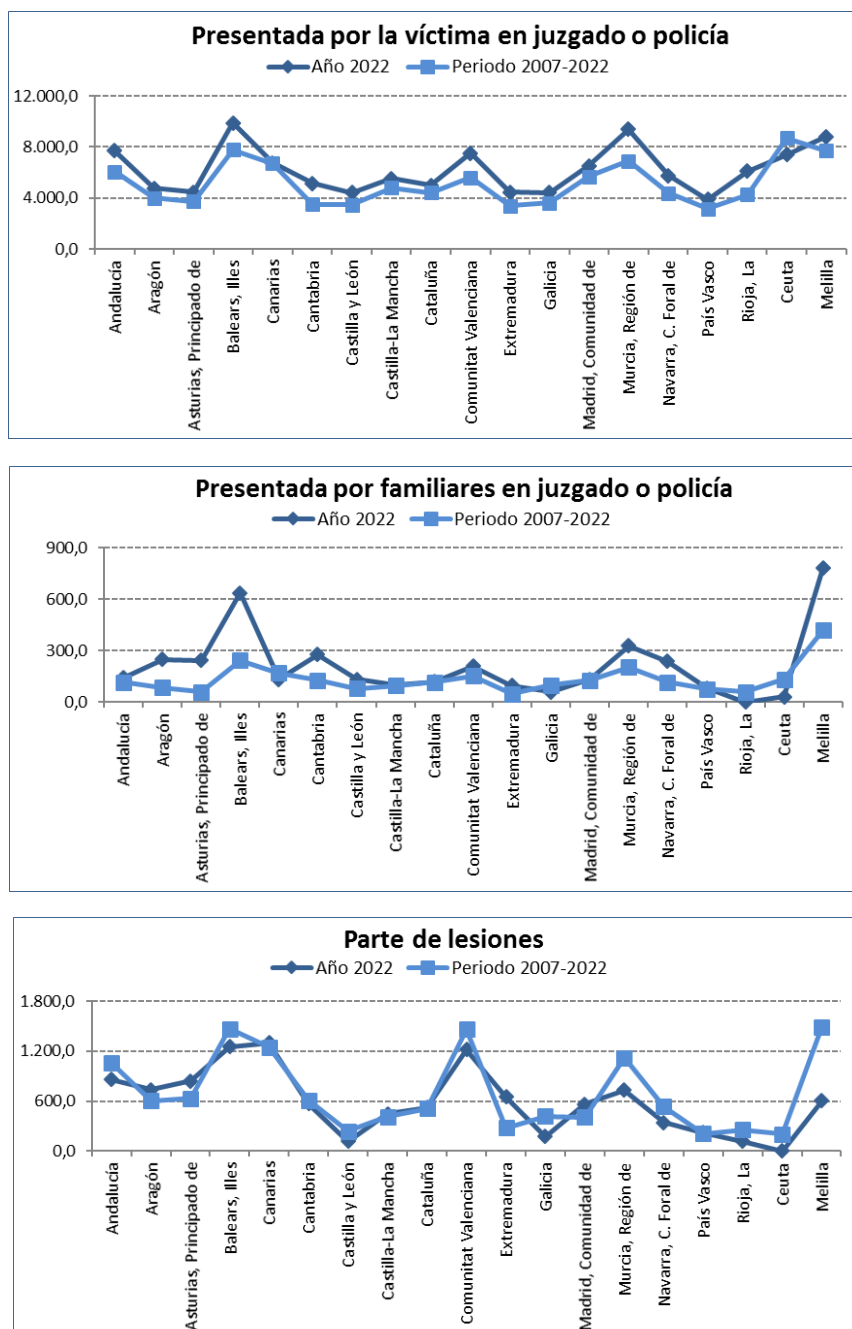 Presentada por la víctima en juzgado o policía
Año 2022 Periodo 2007-2022
12.000,0
8.000,0
4.000,0
0,0
Andalucía
Aragón
Asturias, Principado de
Balears, Illes
Canarias
Cantabria
Castilla y León
Castilla-La Mancha
Cataluña
Comunitat Valenciana
Extremadura
Galicia
Madrid, Comunidad de
Murcia, Región de
Navarra, C. Foral de
País Vasco
Rioja, La
Ceuta
Melilla
Presentada por familiares en juzgado o policía
Año 2022 Periodo 2007-2022
900,0
600,0
300,0
0,0
Andalucía
Aragón
Asturias, Principado de
Balears, Illes
Canarias
Cantabria
Castilla y León
Castilla-La Mancha
Cataluña
Comunitat Valenciana
Extremadura
Galicia
Madrid, Comunidad de
Murcia, Región de
Navarra, C. Foral de
País Vasco
Rioja, La
Ceuta
Melilla
Parte de lesiones
Año 2022 Periodo 2007-2022
1.800,0
1.200,0
600,0
0,0
Andalucía
Aragón
Asturias, Principado de
Balears, Illes
Canarias
Cantabria
Castilla y León
Castilla-La Mancha
Cataluña
Comunitat Valenciana
Extremadura
Galicia
Madrid, Comunidad de
Murcia, Región de
Navarra, C. Foral de
País Vasco
Rioja, La
Ceuta
Melilla